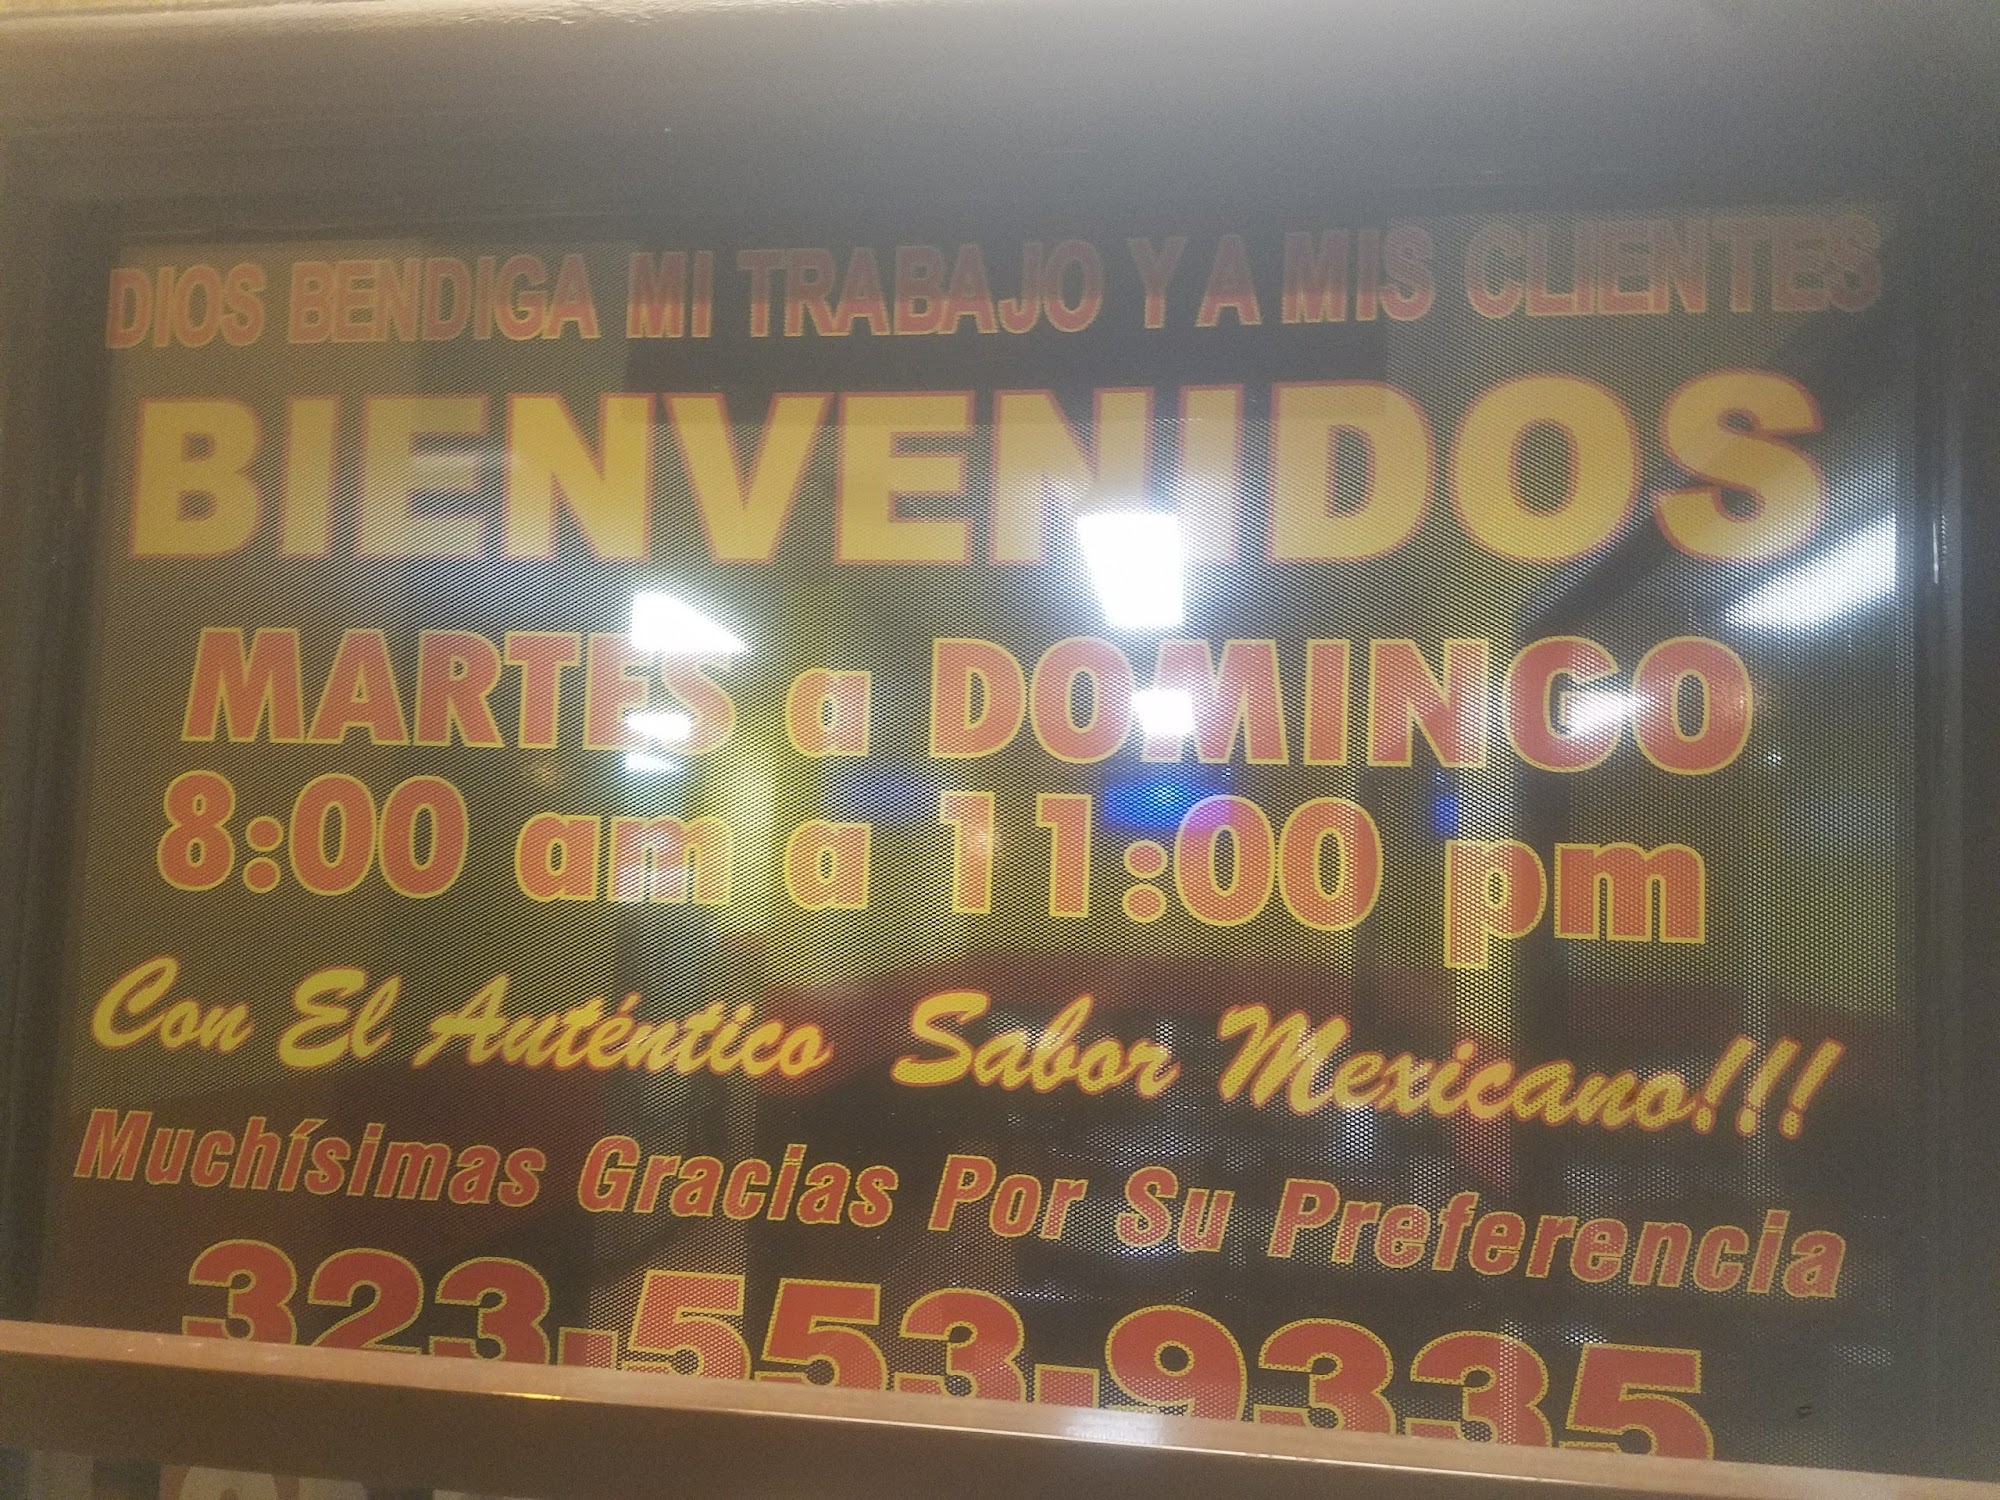 DIOS BENDIGA MI TRABAJO Y A MIS CLIENTES
BIENVENIDOS
MARTES a DOMINGO
8:00 am a 11:00 pm
Con El Auténtico Sabor Mexicano!!!
Muchísimas Gracias Por Su Preferencia
323.553.9335